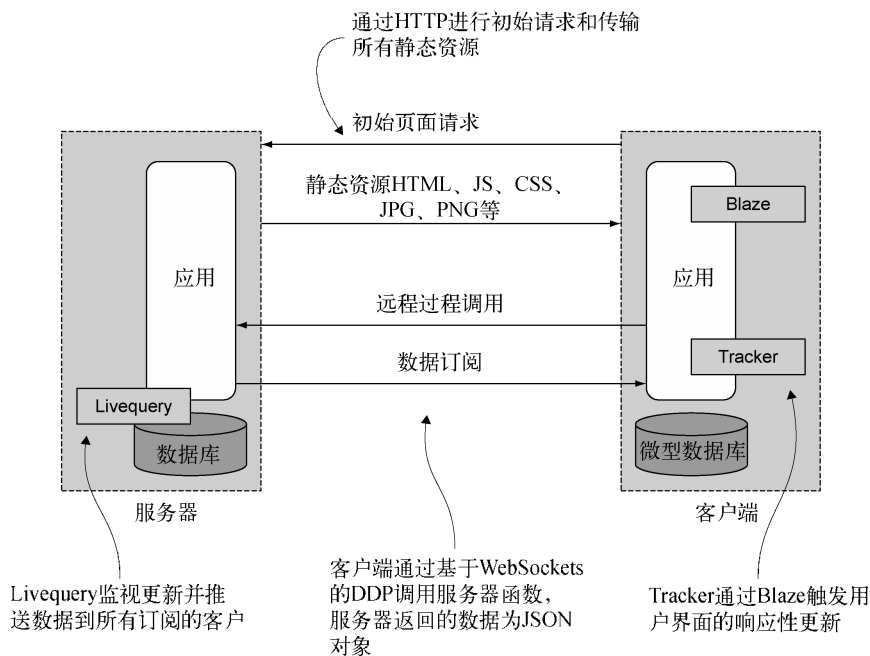 通过HTTP进行初始请求和传输
所有静态资源
初始页面请求
静态资源HTML、JS、CSS、
JPG、PNG等
Blaze
应用
应用
远程过程调用
Tracker
数据订阅
Livequery
数据库
微型数据库
服务器
客户端
Livequery监视更新并推
送数据到所有订阅的客户
客户端通过基于WebSockets
的DDP调用服务器函数，
服务器返回的数据为JSON
对象
Tracker通过Blaze触发用
户界面的响应性更新